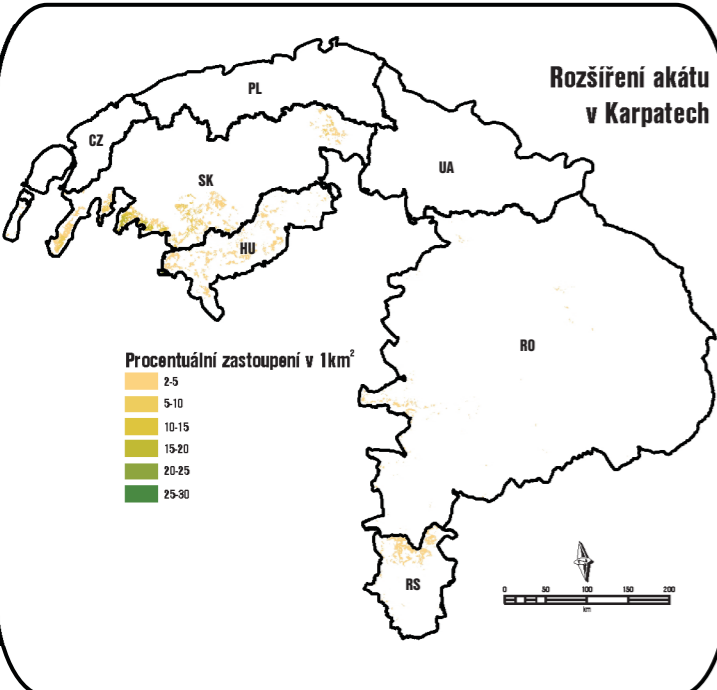 Rozšíření akátu
v Karpatech
PL
CZ
UA
SK
HU
RO
Procentuální zastoupení v 1km²
2-5
5-10
10-15
15-20
20-25
25-30
RS
0 50 100 150 200
km